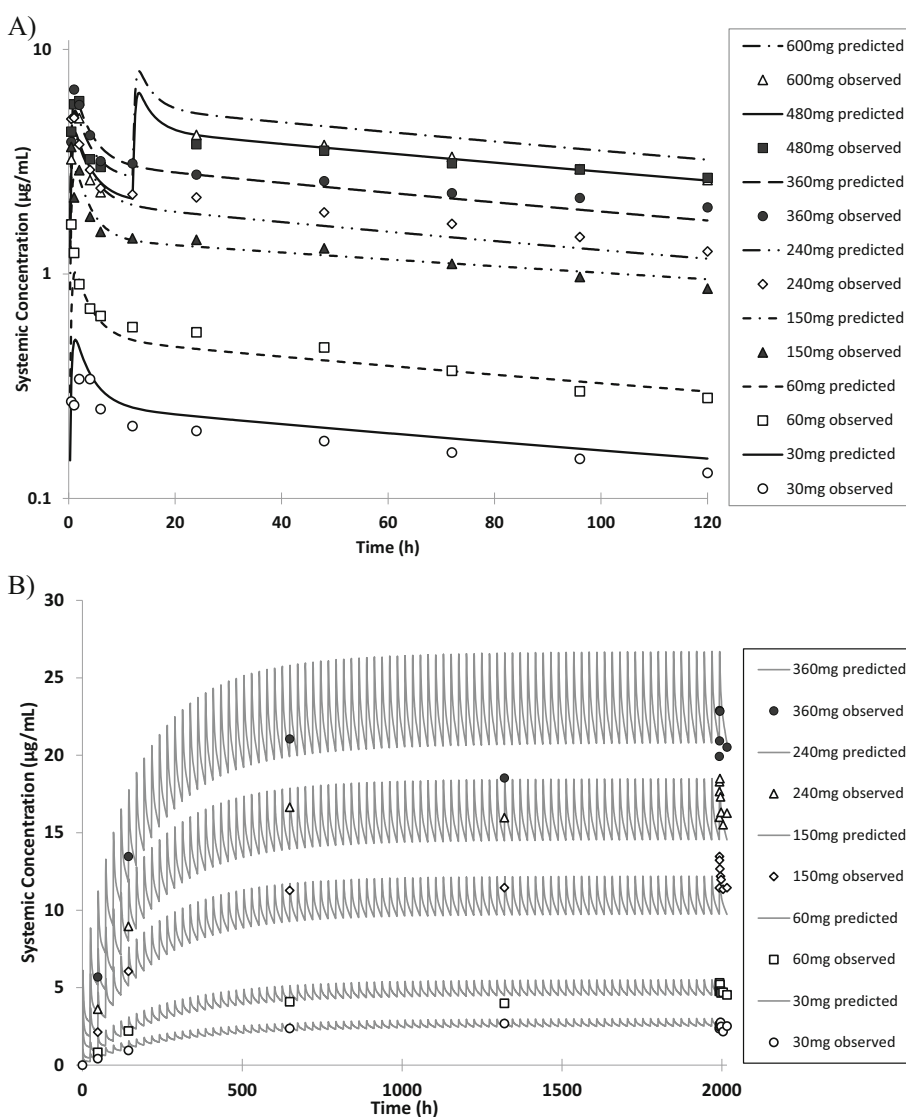 A)
10
1
0.1
Systemic Concentration (µg/mL)
0
20
40
60
80
100
120
Time (h)
600mg predicted
600mg observed
480mg predicted
480mg observed
360mg predicted
360mg observed
240mg predicted
240mg observed
150mg predicted
150mg observed
60mg predicted
60mg observed
30mg predicted
30mg observed
B)
30
25
20
15
10
5
0
Systemic Concentration (µg/mL)
0
500
1000
1500
2000
Time (h)
360mg predicted
360mg observed
240mg predicted
240mg observed
150mg predicted
150mg observed
60mg predicted
60mg observed
30mg predicted
30mg observed